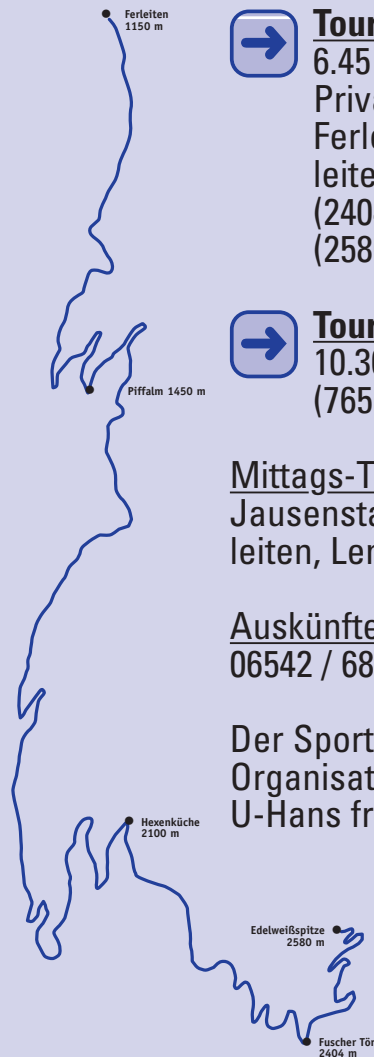 Ferleiten
1150 m
Tour
6.45
Priva
Ferle
leite
(240
(258
Tour
10.30
(765
Piffalm 1450 m
Mittags-T
Jausensta
leiten, Ler
Auskünfte
06542 / 68
Der Sport
Organisat
U-Hans fr
Hexenküche
2100 m
Edelweißspitze
2580 m
Fuscher Tör
2404 m